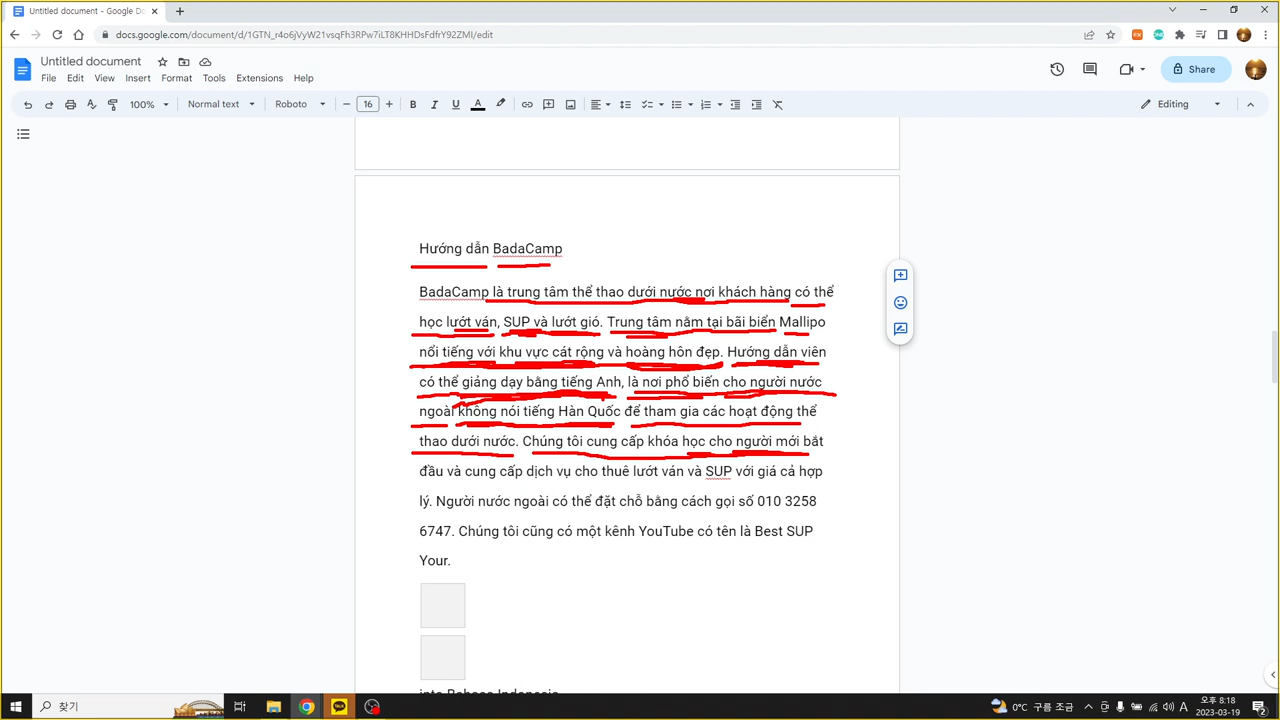 Untitled document - Google D
docs.google.com/document/d/1GTN_r4o6jVyW21vsqFh3RPw7iLT8KHHDsFdfrY92ZMI/edit
Untitled document
File Edit View Insert Format Tools Extensions Help
Share
100% Normal text Roboto 16 Editing
Hướng dẫn BadaCamp
BadaCamp là trung tâm thể thao dưới nước nơi khách hàng có thể
học lướt ván, SUP và lướt gió. Trung tâm nằm tại bãi biển Mallipo
nổi tiếng với khu vực cát rộng và hoàng hôn đẹp. Hướng dẫn viên
có thể giảng dạy bằng tiếng Anh, là nơi phổ biến cho người nước
ngoài không nói tiếng Hàn Quốc để tham gia các hoạt động thể
thao dưới nước. Chúng tôi cung cấp khóa học cho người mới bắt
đầu và cung cấp dịch vụ cho thuê lướt ván và SUP với giá cả hợp
lý. Người nước ngoài có thể đặt chỗ bằng cách gọi số 010 3258
6747. Chúng tôi cũng có một kênh YouTube có tên là Best SUP
Your.
into Bahasa Indonesia
찾기
0°C 구름 조금
오후 8:18
2023-03-19